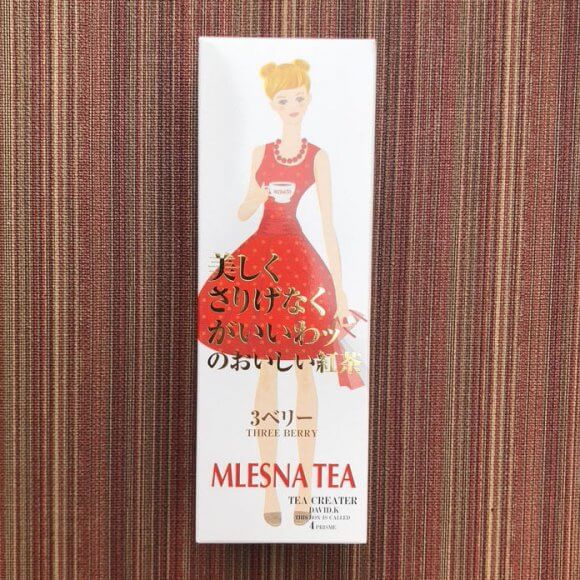 美しく
さりげなく
がいいわッ
のおいしい紅茶
3ベリー
THREE BERRY
MLESNA TEA
TEA CREATER
DAVID.K
THIS BOX IS CALLED
4 PRISME